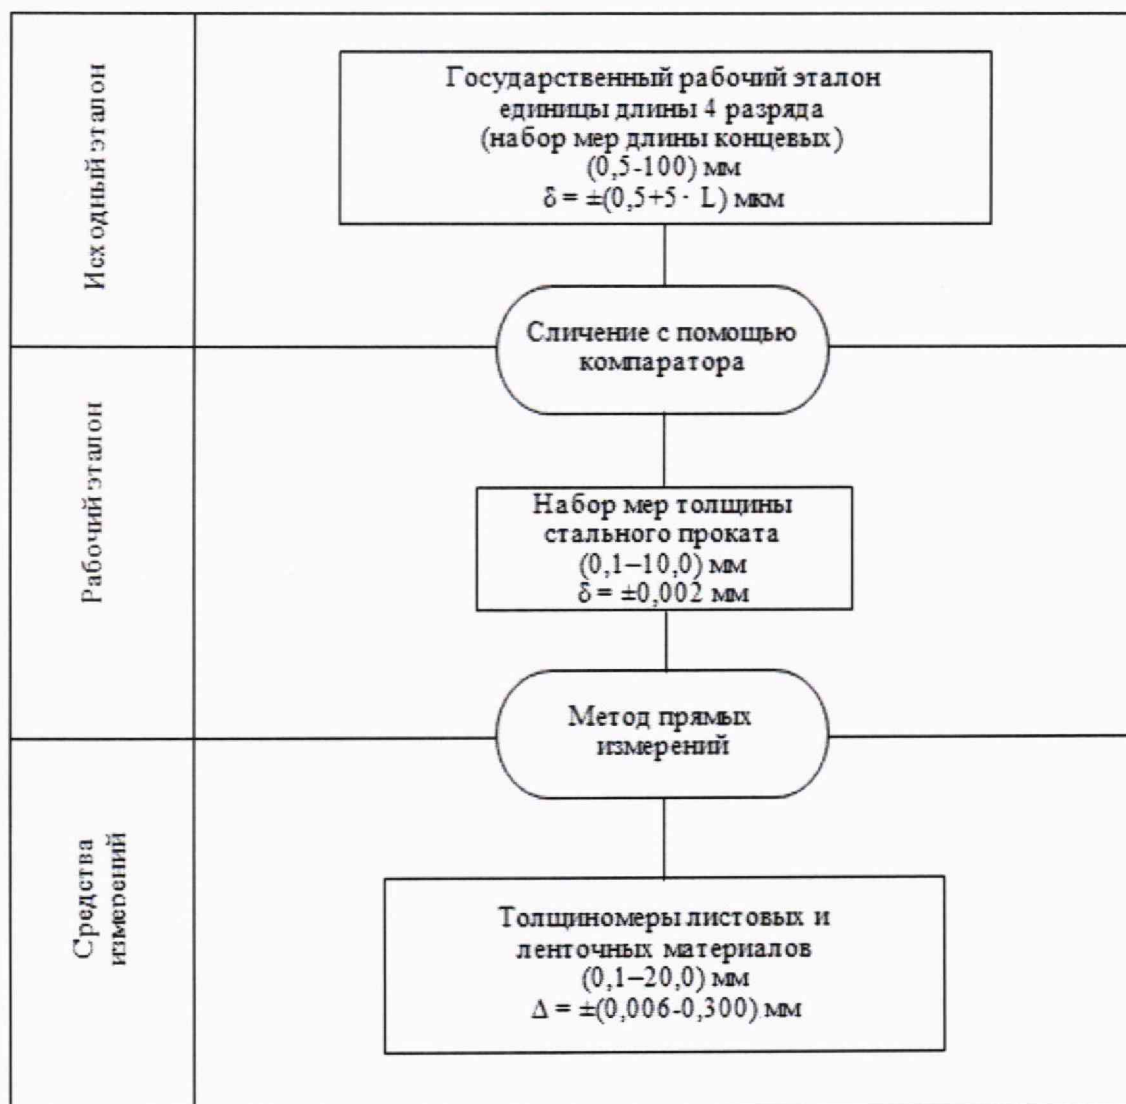 Исходный эталон
Государственный рабочий эталон
единицы длины 4 разряда
(набор мер длины концевых)
(0,5-100) мм
δ = ±(0,5+5· L) мкм
Сличение с помощью
компаратора
Рабочий эталон
Набор мер толщины
стального проката
(0,1–10,0) мм
δ = ±0,002 мм
Метод прямых
измерений
Средства
измерений
Толщиномеры листовых и
ленточных материалов
(0,1–20,0) мм
Δ = ±(0,006-0,300) мм